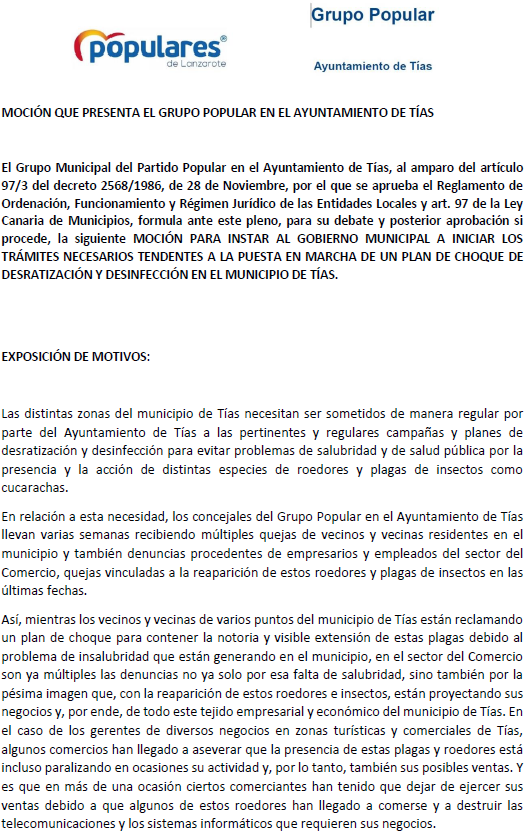 Grupo Popular
populares®
de Lanzarote
Ayuntamiento de Tías
MOCIÓN QUE PRESENTA EL GRUPO POPULAR EN EL AYUNTAMIENTO DE TÍAS
El Grupo Municipal del Partido Popular en el Ayuntamiento de Tías, al amparo del artículo
97/3 del decreto 2568/1986, de 28 de Noviembre, por el que se aprueba el Reglamento de
Ordenación, Funcionamiento y Régimen Jurídico de las Entidades Locales y art. 97 de la Ley
Canaria de Municipios, formula ante este pleno, para su debate y posterior aprobación si
procede, la siguiente MOCIÓN PARA INSTAR AL GOBIERNO MUNICIPAL A INICIAR LOS
TRÁMITES NECESARIOS TENDENTES A LA PUESTA EN MARCHA DE UN PLAN DE CHOQUE DE
DESRATIZACIÓN Y DESINFECCIÓN EN EL MUNICIPIO DE TÍAS.
EXPOSICIÓN DE MOTIVOS:
Las distintas zonas del municipio de Tías necesitan ser sometidos de manera regular por
parte del Ayuntamiento de Tías a las pertinentes y regulares campañas y planes de
desratización y desinfección para evitar problemas de salubridad y de salud pública por la
presencia y la acción de distintas especies de roedores y plagas de insectos como
cucarachas.
En relación a esta necesidad, los concejales del Grupo Popular en el Ayuntamiento de Tías
llevan varias semanas recibiendo múltiples quejas de vecinos y vecinas residentes en el
municipio y también denuncias procedentes de empresarios y empleados del sector del
Comercio, quejas vinculadas a la reaparición de estos roedores y plagas de insectos en las
últimas fechas.
Así, mientras los vecinos y vecinas de varios puntos del municipio de Tías están reclamando
un plan de choque para contener la notoria y visible extensión de estas plagas debido al
problema de insalubridad que están generando en el municipio, en el sector del Comercio
son ya múltiples las denuncias no ya solo por esa falta de salubridad, sino también por la
pésima imagen que, con la reaparición de estos roedores e insectos, están proyectando sus
negocios y, por ende, de todo este tejido empresarial y económico del municipio de Tías. En
el caso de los gerentes de diversos negocios en zonas turísticas y comerciales de Tías,
algunos comercios han llegado a aseverar que la presencia de estas plagas y roedores está
incluso paralizando en ocasiones su actividad y, por lo tanto, también sus posibles ventas. Y
es que en más de una ocasión ciertos comerciantes han tenido que dejar de ejercer sus
ventas debido a que algunos de estos roedores han llegado a comerse y a destruir las
telecomunicaciones y los sistemas informáticos que requieren sus negocios.